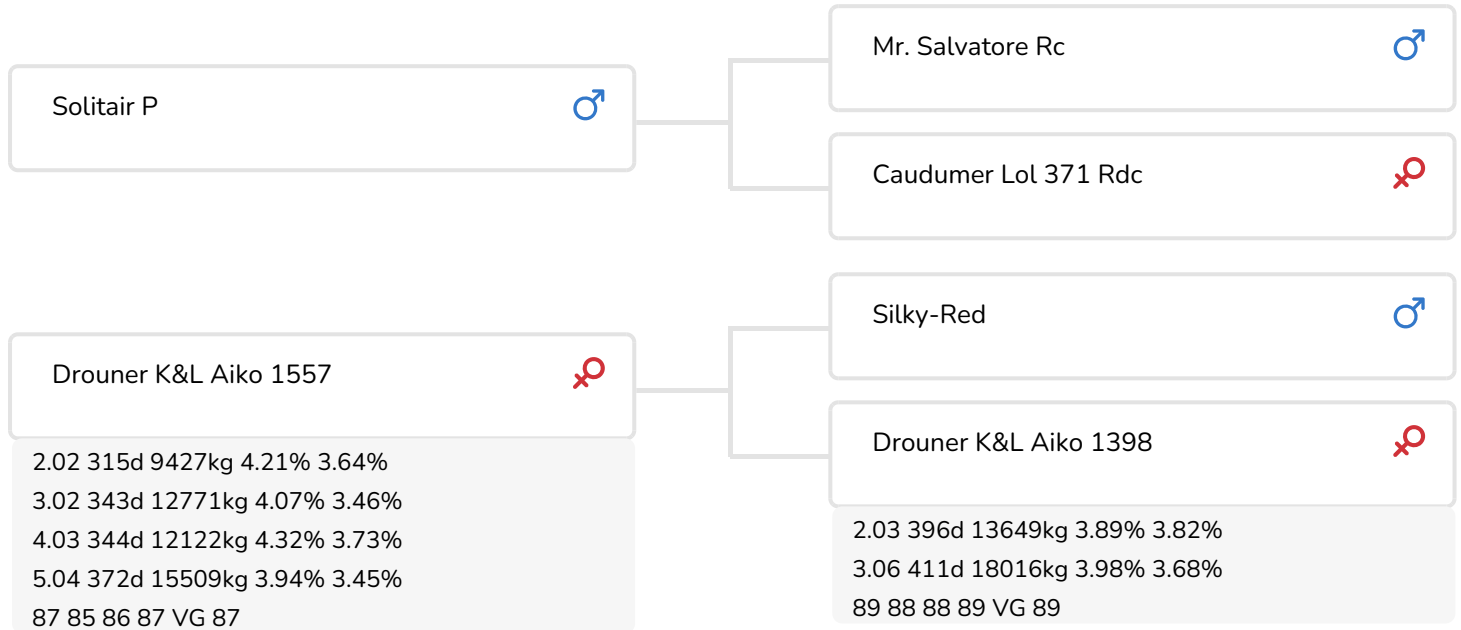 Solitair P
Mr. Salvatore Rc
Caudumer Lol 371 Rdc
Drouner K&L Aiko 1557
2.02 315d 9427kg 4.21% 3.64%
3.02 343d 12771kg 4.07% 3.46%
4.03 344d 12122kg 4.32% 3.73%
5.04 372d 15509kg 3.94% 3.45%
87 85 86 87 VG 87
Silky-Red
Drouner K&L Aiko 1398
2.03 396d 13649kg 3.89% 3.82%
3.06 411d 18016kg 3.98% 3.68%
89 88 88 89 VG 89